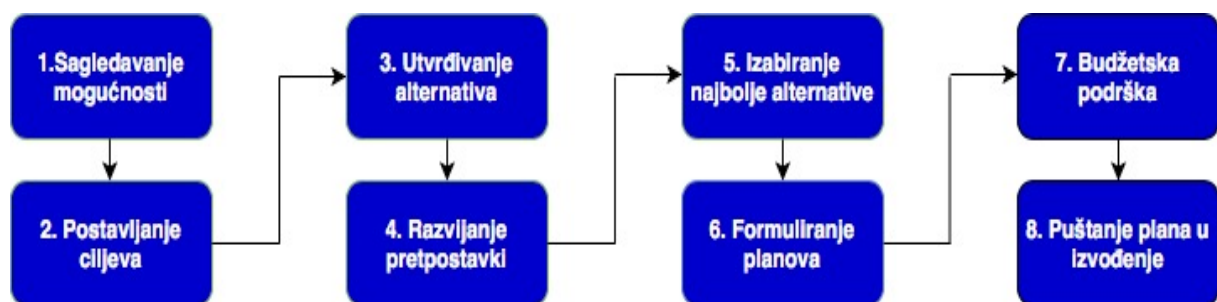 1.Sagledavanje
mogućnosti
2. Postavljanje
ciljeva
3. Utvrđivanje
alternativa
4. Razvijanje
pretpostavki
5. Izabiranje
najbolje alternative
6. Formuliranje
planova
7. Budžetska
podrška
8. Puštanje plana u
izvođenje